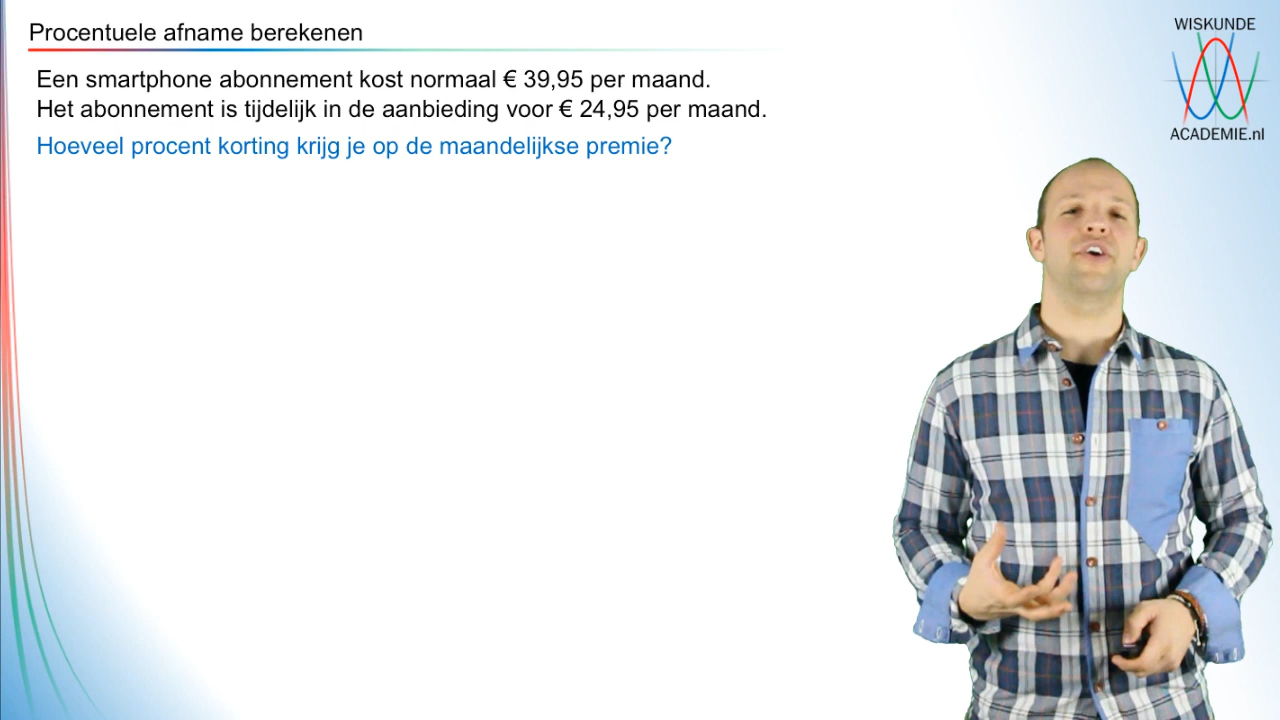 Procentuele afname berekenen
WISKUNDE
ACADEMIE.nl
Een smartphone abonnement kost normaal € 39,95 per maand.
Het abonnement is tijdelijk in de aanbieding voor € 24,95 per maand.
Hoeveel procent korting krijg je op de maandelijkse premie?